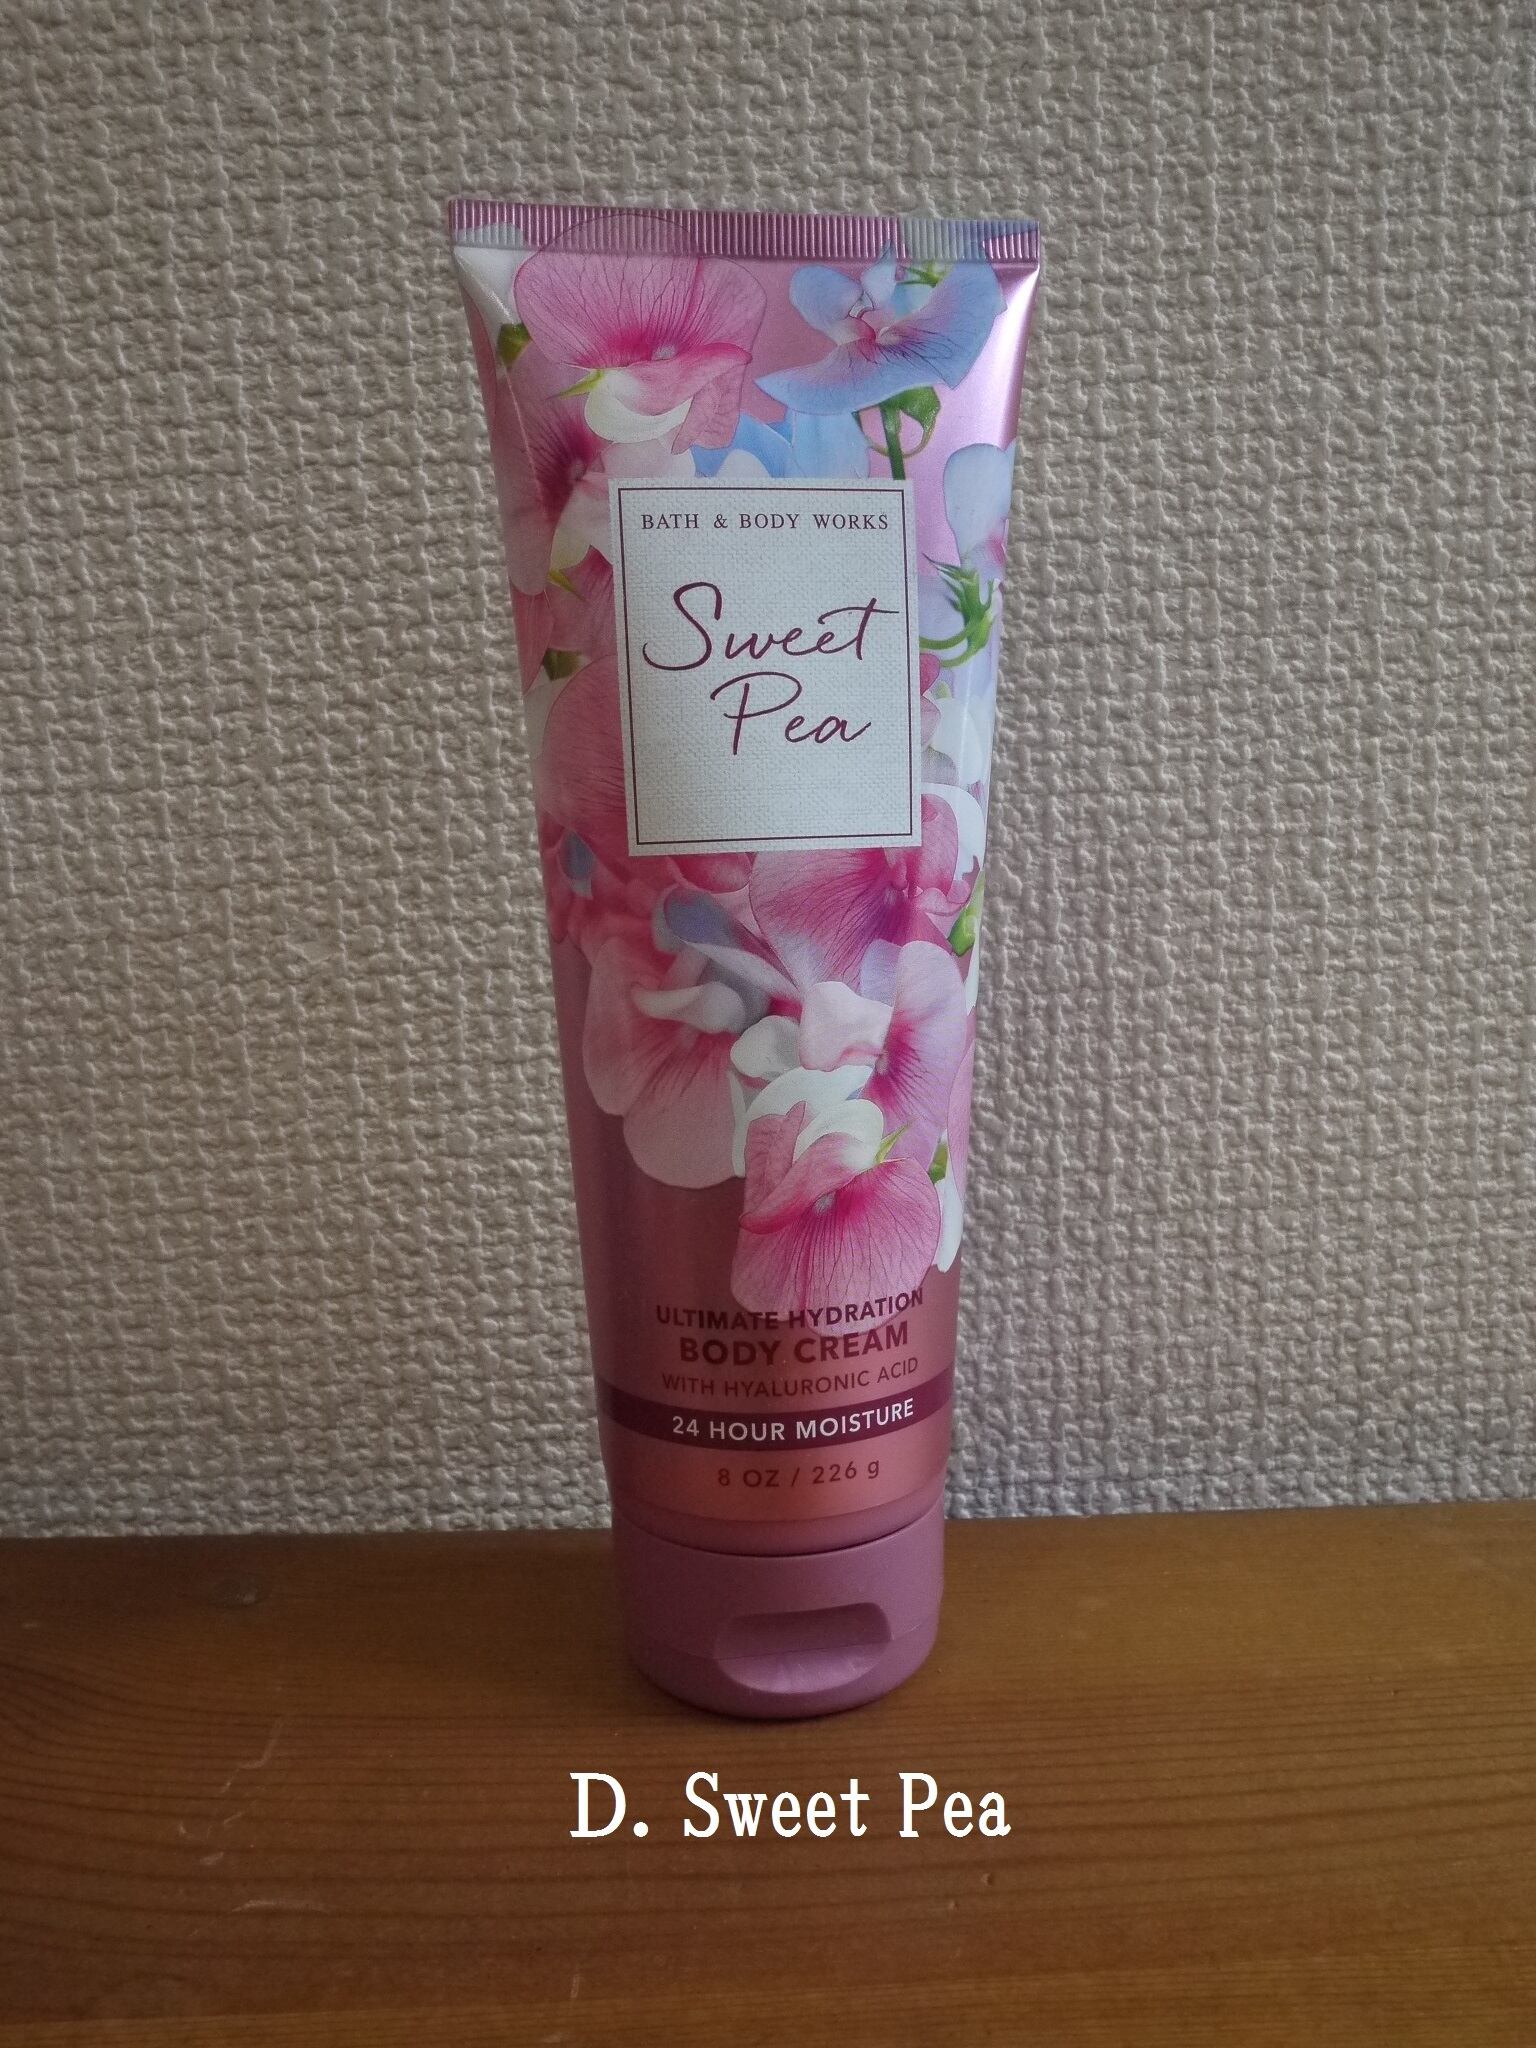 BATH & BODY WORKS
Sweet
Pea
ULTIMATE HYDRATION
BODY CREAM
WITH HYALURONIC ACID
24 HOUR MOISTURE
8 OZ / 226 g
D. Sweet Pea